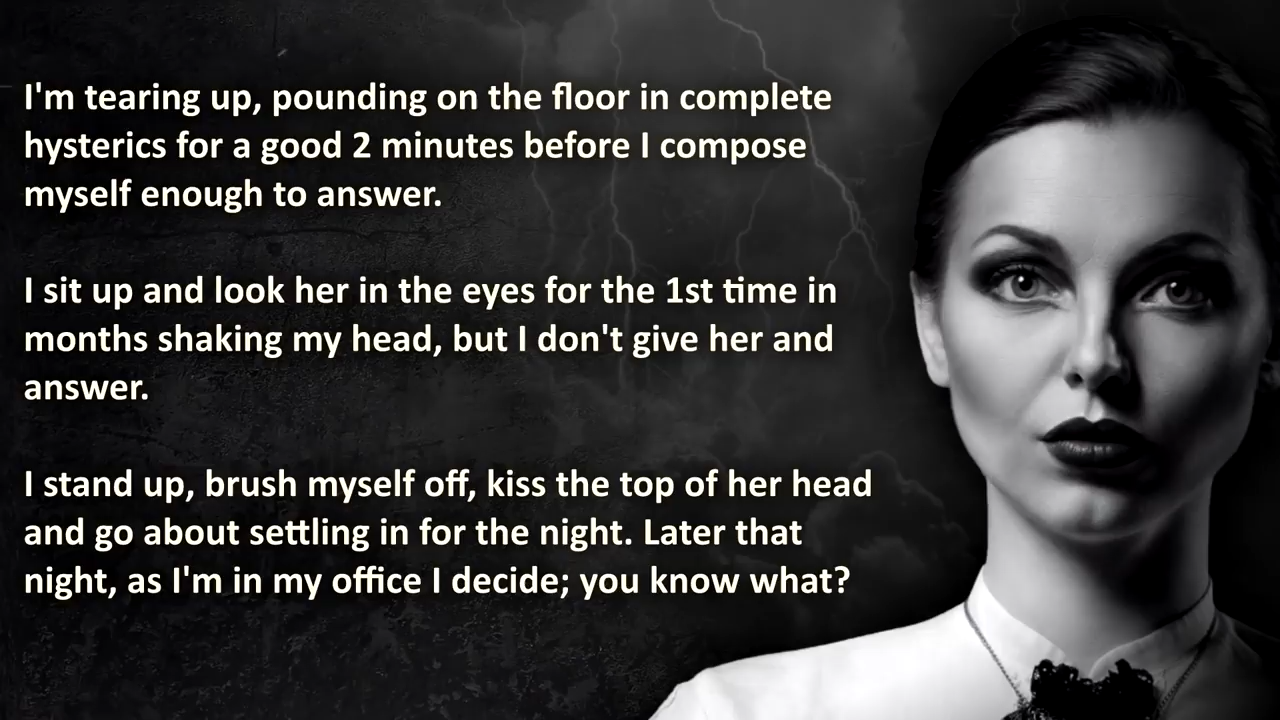 I'm tearing up, pounding on the floor in complete
hysterics for a good 2 minutes before I compose
myself enough to answer.
I sit up and look her in the eyes for the 1st time in
months shaking my head, but I don't give her and
answer.
I stand up, brush myself off, kiss the top of her head
and go about settling in for the night. Later that
night, as I'm in my office I decide; you know what?